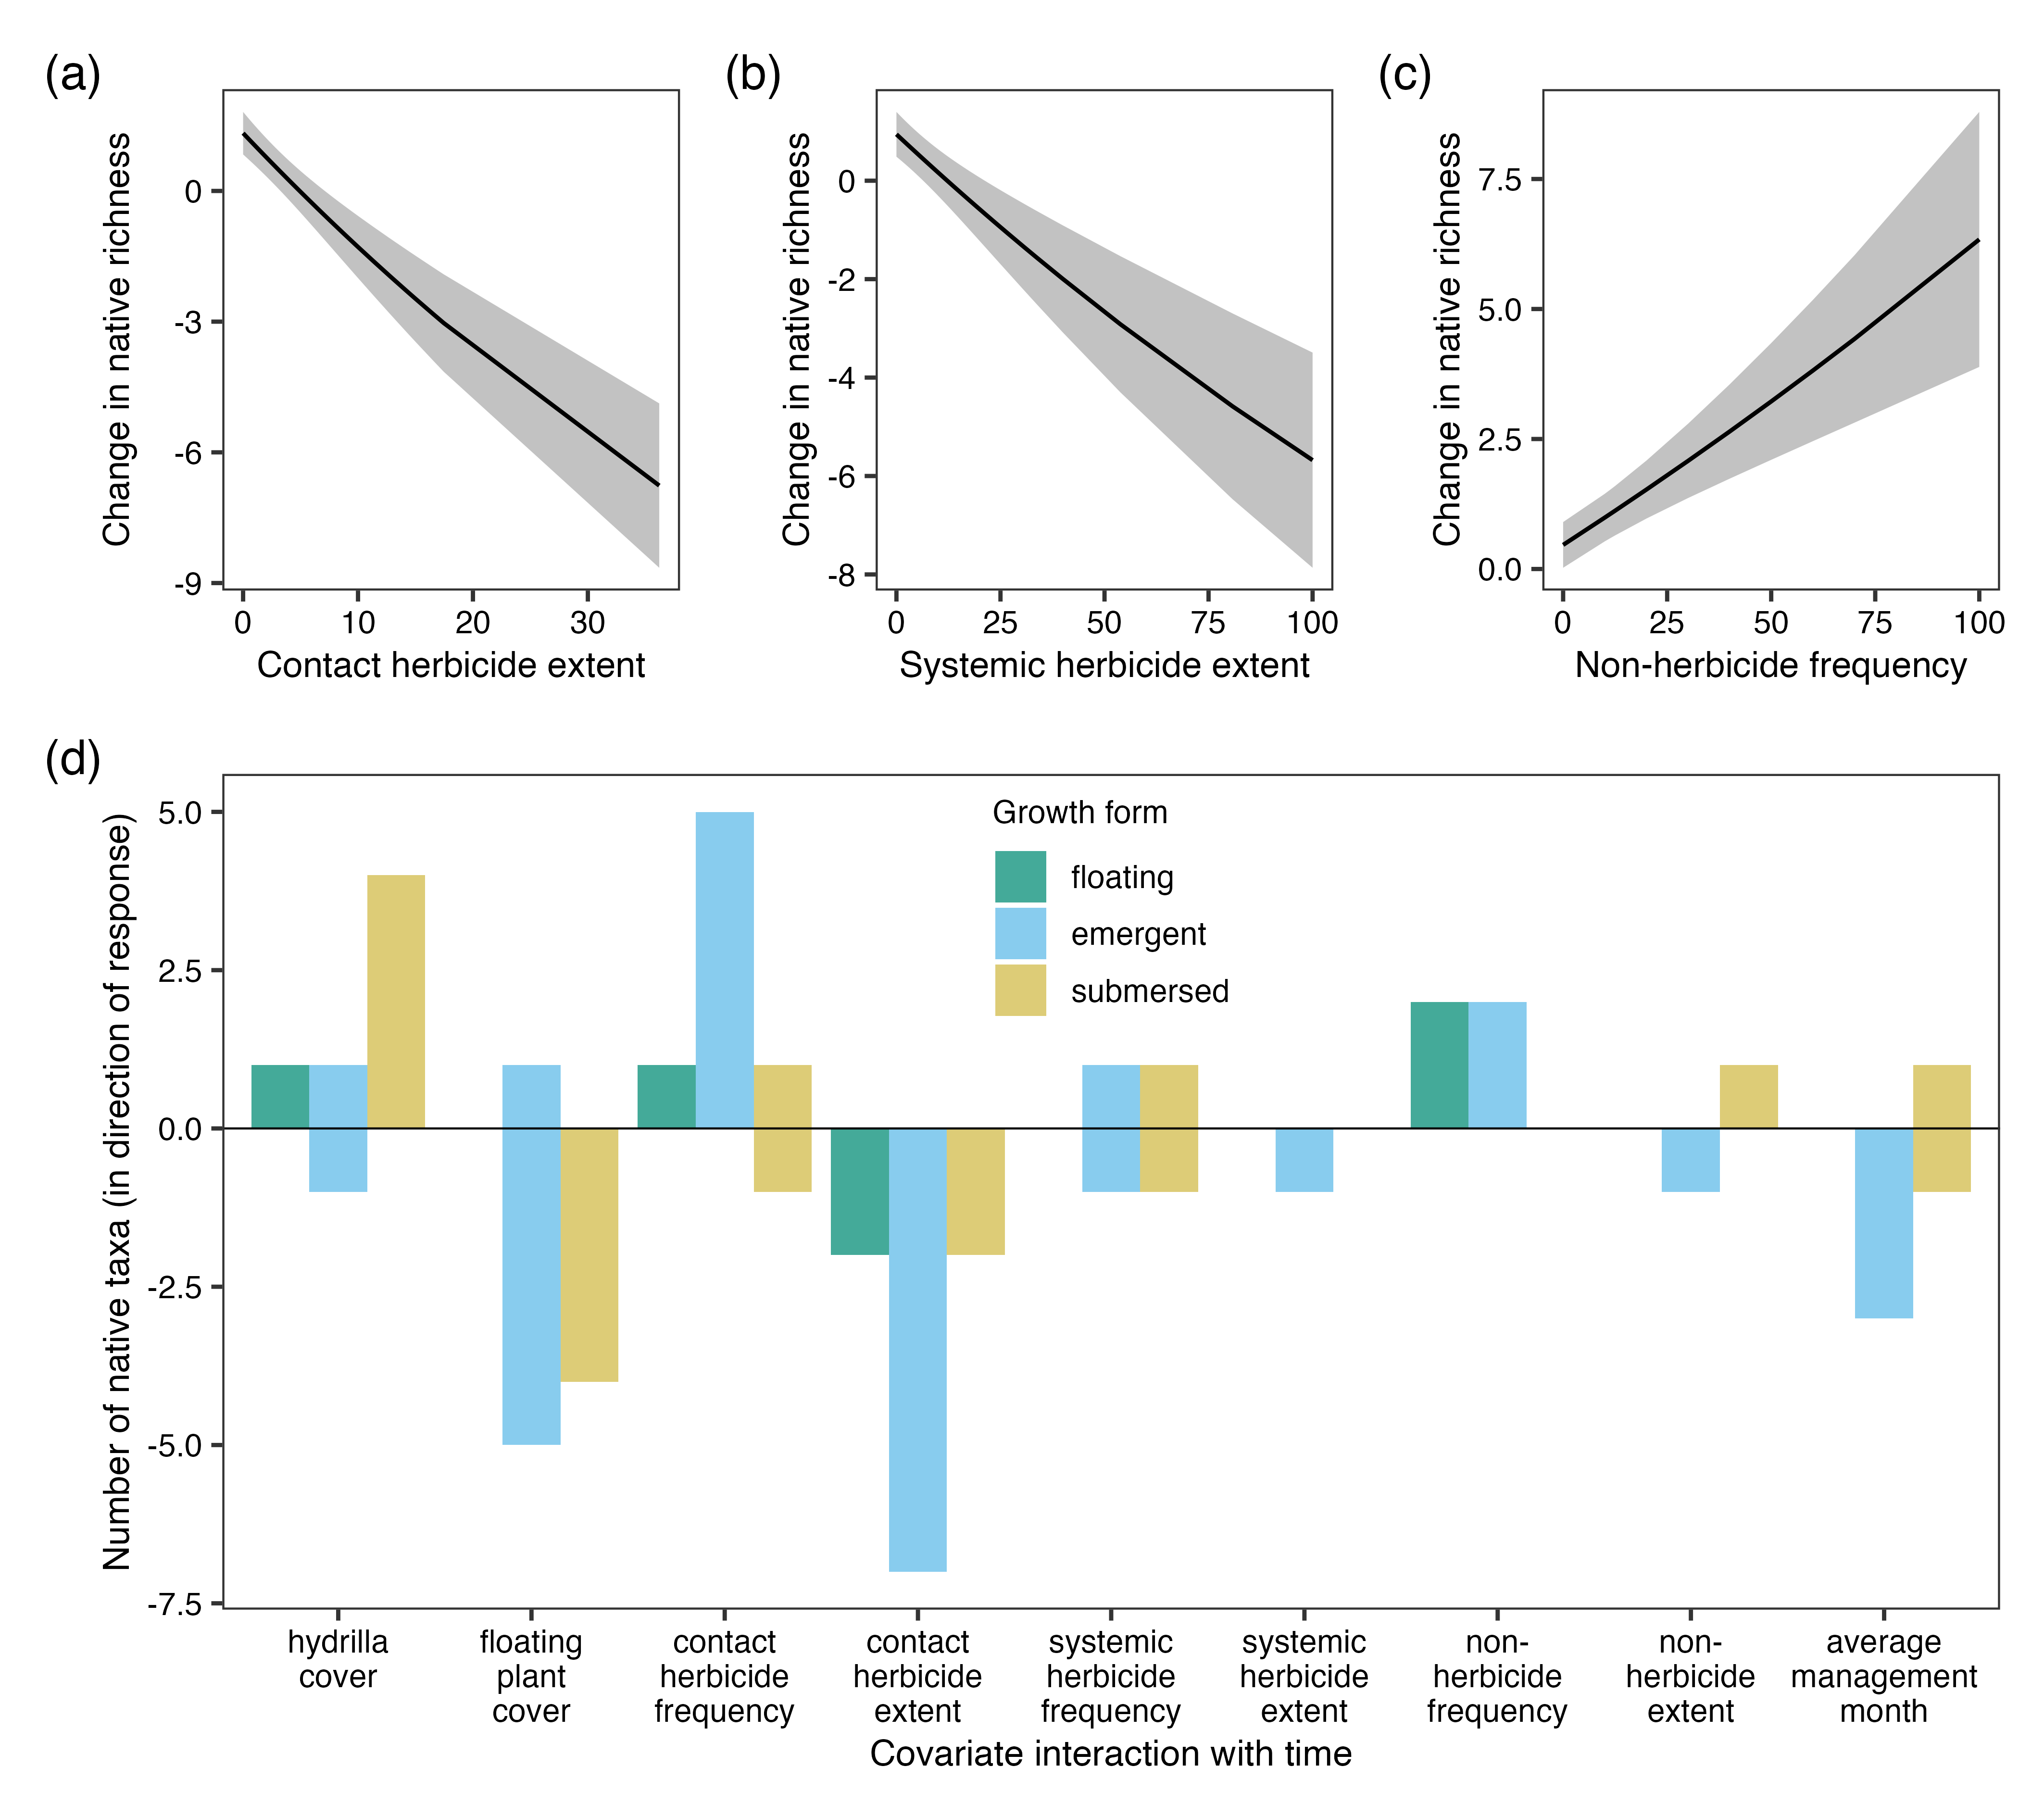 (a)
Change in native richness
0
-3
-6
-9
0 10 20 30
Contact herbicide extent
(b)
Change in native richness
0
-2
-4
-6
-8
0 25 50 75 100
Systemic herbicide extent
(c)
Change in native richness
7.5
5.0
2.5
0.0
0 25 50 75 100
Non-herbicide frequency
(d)
Number of native taxa (in direction of response)
5.0
2.5
0.0
-2.5
-5.0
-7.5
Growth form
floating
emergent
submersed
hydrilla
cover
floating
plant
cover
contact
herbicide
frequency
contact
herbicide
extent
systemic
herbicide
frequency
systemic
herbicide
extent
non-
herbicide
frequency
non-
herbicide
extent
average
management
month
Covariate interaction with time